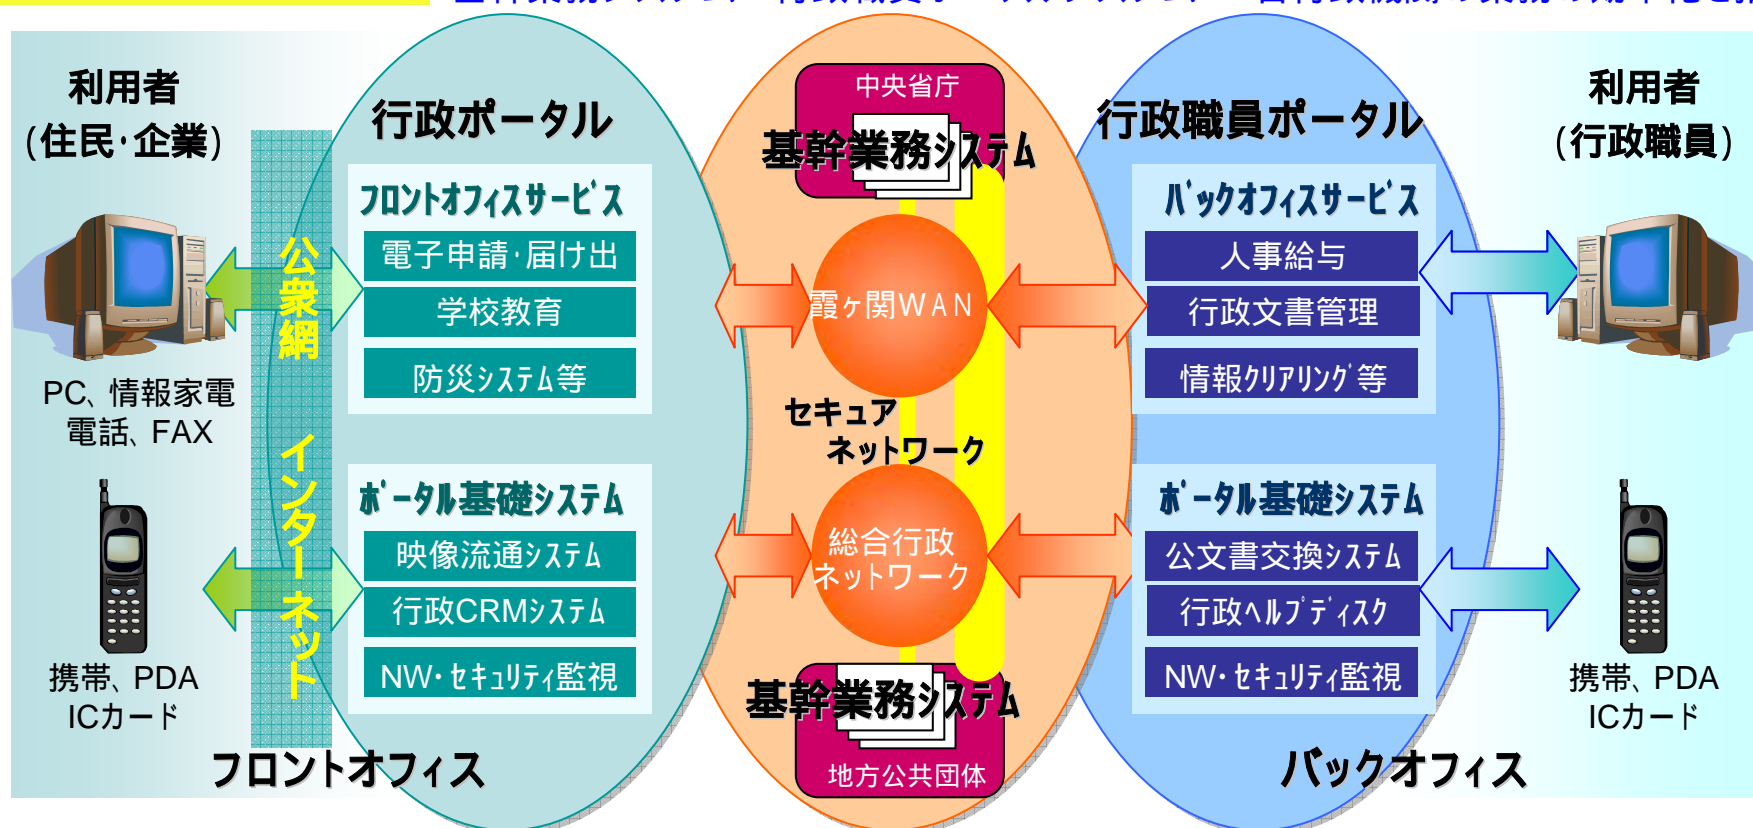 利用者
(住民･企業)
行政ポータル
中央省庁
基幹業務システム
行政職員ポータル
利用者
(行政職員)
フロントオフィスサービス
電子申請･届け出
学校教育
防災システム等
公衆網
インターネット
PC、情報家電
電話、FAX
霞ヶ関WAN
セキュア
ネットワーク
総合行政
ネットワーク
バックオフィスサービス
人事給与
行政文書管理
情報クリアリング等
ポータル基礎システム
映像流通システム
行政CRMシステム
NW･セキュリティ監視
ポータル基礎システム
公文書交換システム
行政ヘルプディスク
NW･セキュリティ監視
携帯、PDA
ICカード
携帯、PDA
ICカード
基幹業務システム
地方公共団体
フロントオフィス
バックオフィス